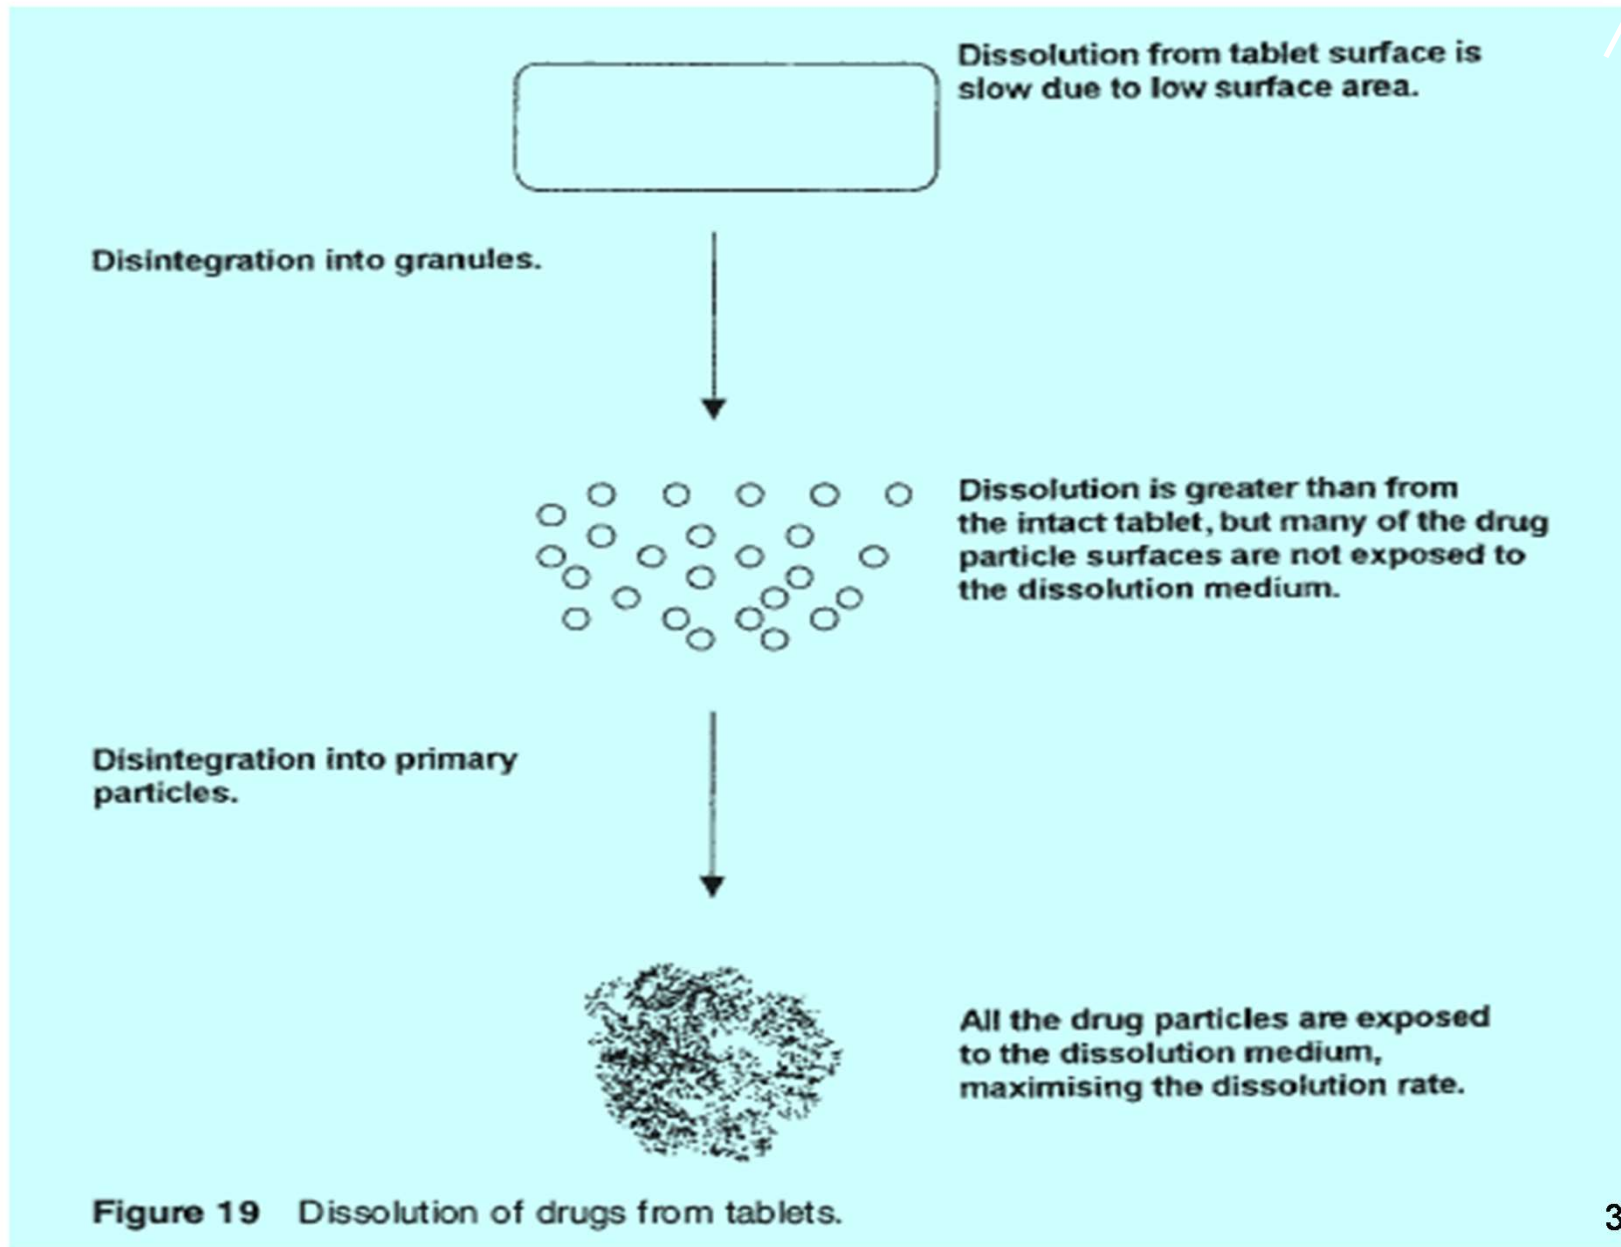 Dissolution from tablet surface is
slow due to low surface area.
Disintegration into granules.
Dissolution is greater than from
the intact tablet, but many of the drug
particle surfaces are not exposed to
the dissolution medium.
Disintegration into primary
particles.
All the drug particles are exposed
to the dissolution medium,
maximising the dissolution rate.
Figure 19 Dissolution of drugs from tablets.
3